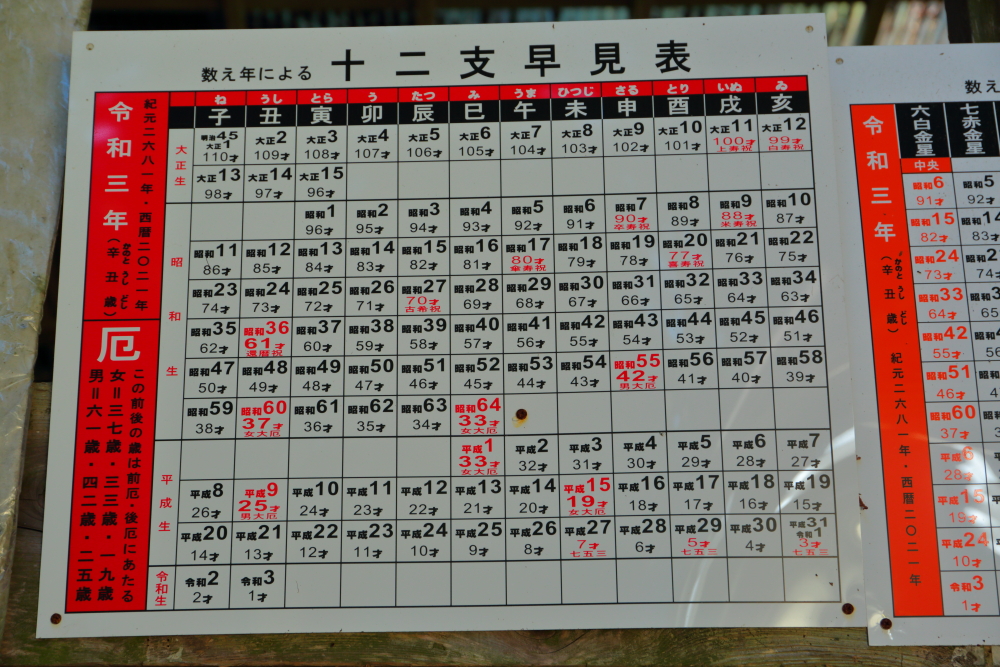 数え年による 十二支早見表
令和三年（辛丑歳）
かのと うし どし
紀元二六八一年・西暦二〇二一年
厄
この前後の歳は前厄・後厄にあたる
女＝三七歳・三三歳・一九歳
男＝六一歳・四二歳・二五歳
ね うし とら う たつ み うま ひつじ さる とり いぬ ゐ
子 丑 寅 卯 辰 巳 午 未 申 酉 戌 亥
大正生
明治45 大正1 大正2 大正3 大正4 大正5 大正6 大正7 大正8 大正9 大正10 大正11 大正12
110才 109才 108才 107才 106才 105才 104才 103才 102才 101才 100才 99才
上寿祝 白寿祝
大正13 大正14 大正15
98才 97才 96才
昭和生
昭和1 昭和2 昭和3 昭和4 昭和5 昭和6 昭和7 昭和8 昭和9 昭和10
96才 95才 94才 93才 92才 91才 90才 89才 88才 87才
卒寿祝 米寿祝
昭和11 昭和12 昭和13 昭和14 昭和15 昭和16 昭和17 昭和18 昭和19 昭和20 昭和21 昭和22
86才 85才 84才 83才 82才 81才 80才 79才 78才 77才 76才 75才
傘寿祝 喜寿祝
昭和23 昭和24 昭和25 昭和26 昭和27 昭和28 昭和29 昭和30 昭和31 昭和32 昭和33 昭和34
74才 73才 72才 71才 70才 69才 68才 67才 66才 65才 64才 63才
古希祝
昭和35 昭和36 昭和37 昭和38 昭和39 昭和40 昭和41 昭和42 昭和43 昭和44 昭和45 昭和46
62才 61才 60才 59才 58才 57才 56才 55才 54才 53才 52才 51才
還暦祝
昭和47 昭和48 昭和49 昭和50 昭和51 昭和52 昭和53 昭和54 昭和55 昭和56 昭和57 昭和58
50才 49才 48才 47才 46才 45才 44才 43才 42才 41才 40才 39才
男大厄
昭和59 昭和60 昭和61 昭和62 昭和63 昭和64
38才 37才 36才 35才 34才 33才
女大厄 女大厄
平成生
平成1 平成2 平成3 平成4 平成5 平成6 平成7
33才 32才 31才 30才 29才 28才 27才
女大厄
平成8 平成9 平成10 平成11 平成12 平成13 平成14 平成15 平成16 平成17 平成18 平成19
26才 25才 24才 23才 22才 21才 20才 19才 18才 17才 16才 15才
男大厄 女大厄
平成20 平成21 平成22 平成23 平成24 平成25 平成26 平成27 平成28 平成29 平成30 平成31 令和1
14才 13才 12才 11才 10才 9才 8才 7才 6才 5才 4才 3才
七五三 七五三 七五三
令和生
令和2 令和3
2才 1才
数え
令和三年（辛丑歳）
かのと うし どし
紀元二六八一年・西暦二〇二一年
六白金星 七赤金星
中央
昭和6 昭和5
91才 92才
昭和15 昭和14
82才 83才
昭和24
73才 74才
昭和33
64才 65
昭和42
55才 56
昭和51
46才 47
昭和60
37才
平成6
28才
平成15
19才
平成24
10才
令和3
1才